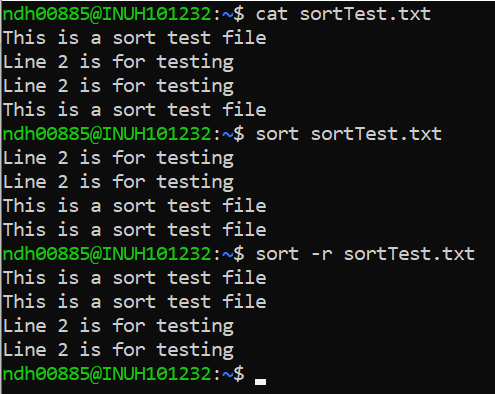 ndh00885@INUH101232:~$ cat sortTest.txt
This is a sort test file
Line 2 is for testing
Line 2 is for testing
This is a sort test file
ndh00885@INUH101232:~$ sort sortTest.txt
Line 2 is for testing
Line 2 is for testing
This is a sort test file
This is a sort test file
ndh00885@INUH101232:~$ sort -r sortTest.txt
This is a sort test file
This is a sort test file
Line 2 is for testing
Line 2 is for testing
ndh00885@INUH101232:~$